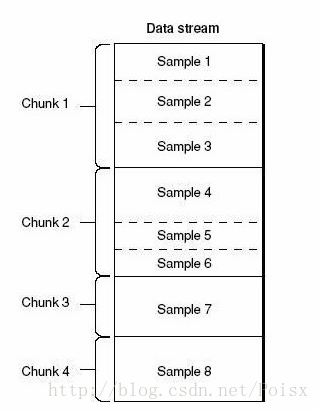 Data stream
Sample 1
Chunk 1
Sample 2
Sample 3
Sample 4
Chunk 2
Sample 5
Sample 6
Chunk 3
Sample 7
Chunk 4
Sample 8
http://blog.csdn.net/Poisx